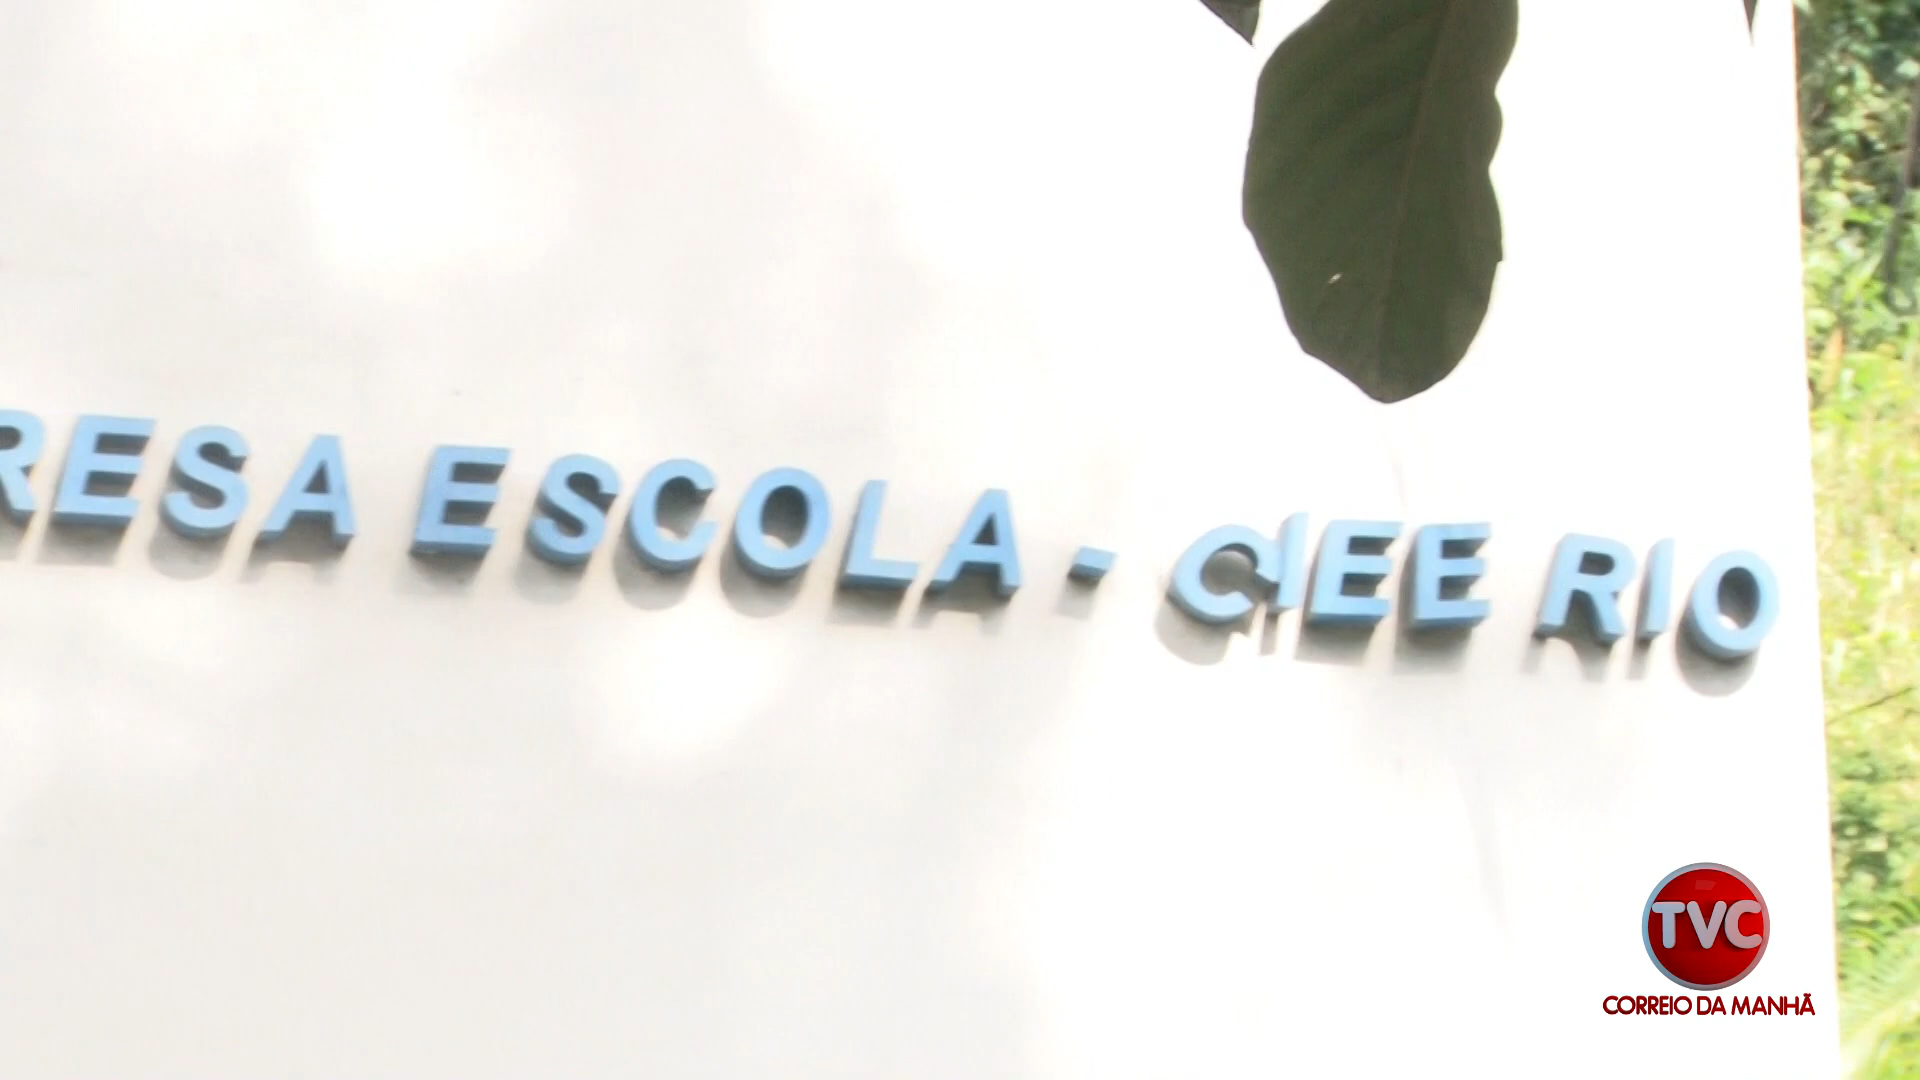 RESA ESCOLA - CIEE RIO
TVC
CORREIO DA MANHÃ